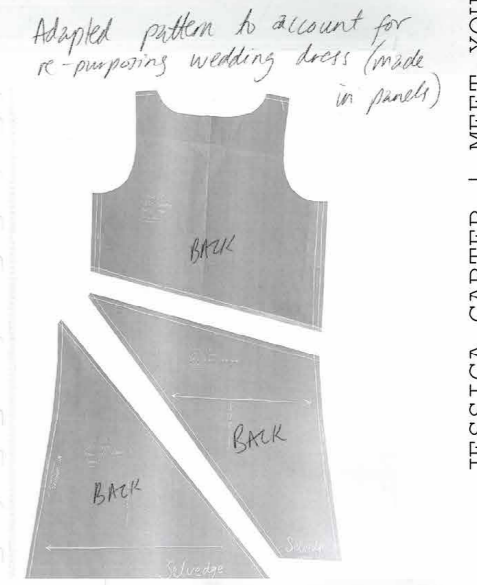 Adapted pattern to account for
re-purposing wedding dress (made
in panels)
BACK
BACK
BACK
Selvedge
JESSICA CARTER | MEET YOU